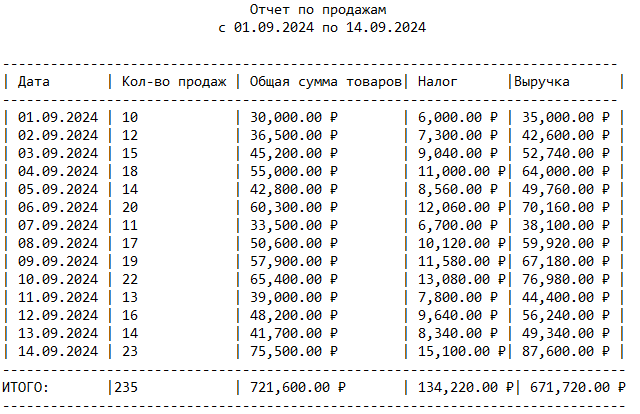 Отчет по продажам
с 01.09.2024 по 14.09.2024
-----------------------------------------------------------------------------
| Дата       | Кол-во продаж | Общая сумма товаров| Налог      |Выручка      |
-----------------------------------------------------------------------------
| 01.09.2024 | 10            | 30,000.00 ₽        | 6,000.00 ₽ | 35,000.00 ₽ |
| 02.09.2024 | 12            | 36,500.00 ₽        | 7,300.00 ₽ | 42,600.00 ₽ |
| 03.09.2024 | 15            | 45,200.00 ₽        | 9,040.00 ₽ | 52,740.00 ₽ |
| 04.09.2024 | 18            | 55,000.00 ₽        | 11,000.00 ₽| 64,000.00 ₽ |
| 05.09.2024 | 14            | 42,800.00 ₽        | 8,560.00 ₽ | 49,760.00 ₽ |
| 06.09.2024 | 20            | 60,300.00 ₽        | 12,060.00 ₽| 70,160.00 ₽ |
| 07.09.2024 | 11            | 33,500.00 ₽        | 6,700.00 ₽ | 38,100.00 ₽ |
| 08.09.2024 | 17            | 50,600.00 ₽        | 10,120.00 ₽| 59,920.00 ₽ |
| 09.09.2024 | 19            | 57,900.00 ₽        | 11,580.00 ₽| 67,180.00 ₽ |
| 10.09.2024 | 22            | 65,400.00 ₽        | 13,080.00 ₽| 76,980.00 ₽ |
| 11.09.2024 | 13            | 39,000.00 ₽        | 7,800.00 ₽ | 44,400.00 ₽ |
| 12.09.2024 | 16            | 48,200.00 ₽        | 9,640.00 ₽ | 56,240.00 ₽ |
| 13.09.2024 | 14            | 41,700.00 ₽        | 8,340.00 ₽ | 49,340.00 ₽ |
| 14.09.2024 | 23            | 75,500.00 ₽        | 15,100.00 ₽| 87,600.00 ₽ |
------------------------------------------------------------------------------
ИТОГО:       |235            | 721,600.00 ₽       | 134,220.00 ₽| 671,720.00 ₽
------------------------------------------------------------------------------